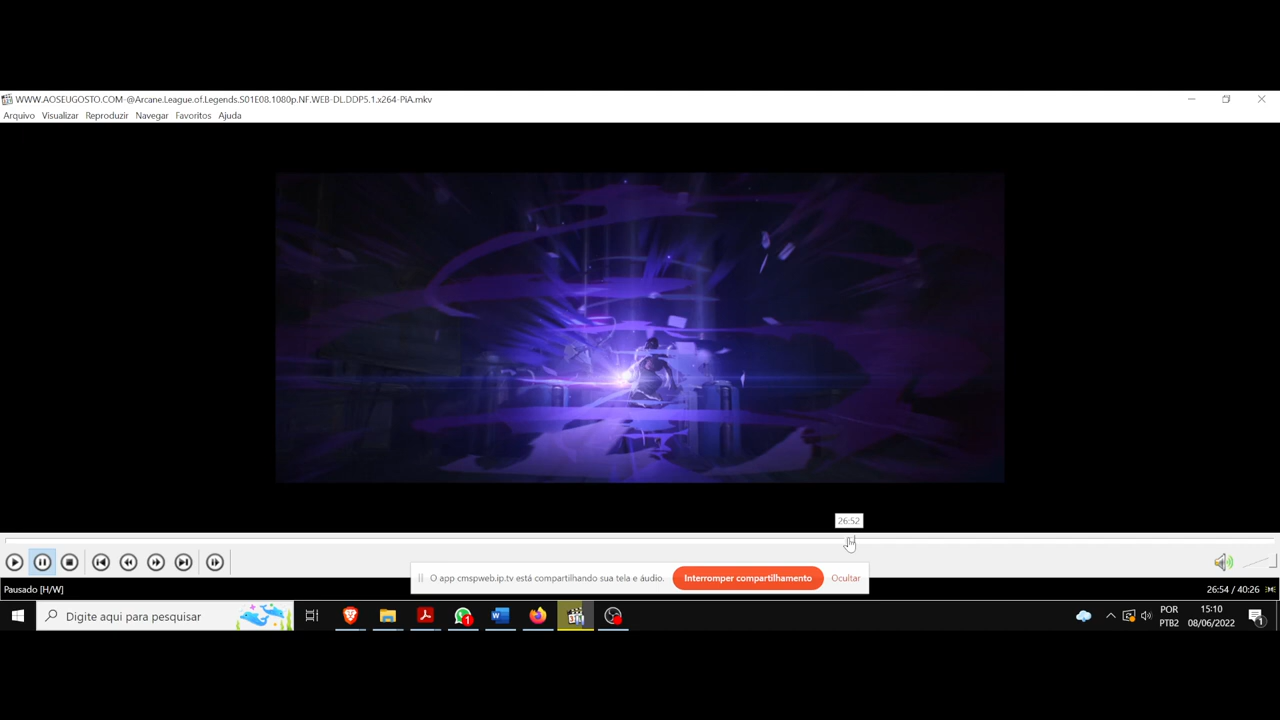 WWW.AOSEUGOSTO.COM-@Arcane.League.of.Legends.S01E08.1080p.NF.WEB-DL.DDP5.1.x264-PiA.mkv
Arquivo Visualizar Reproduzir Navegar Favoritos Ajuda
26:52
O app cmspweb.ip.tv está compartilhando sua tela e áudio. Interromper compartilhamento Ocultar
Pausado [H/W] 26:54 / 40:26
Digite aqui para pesquisar 1 POR 15:10
PTB2 08/06/2022 1